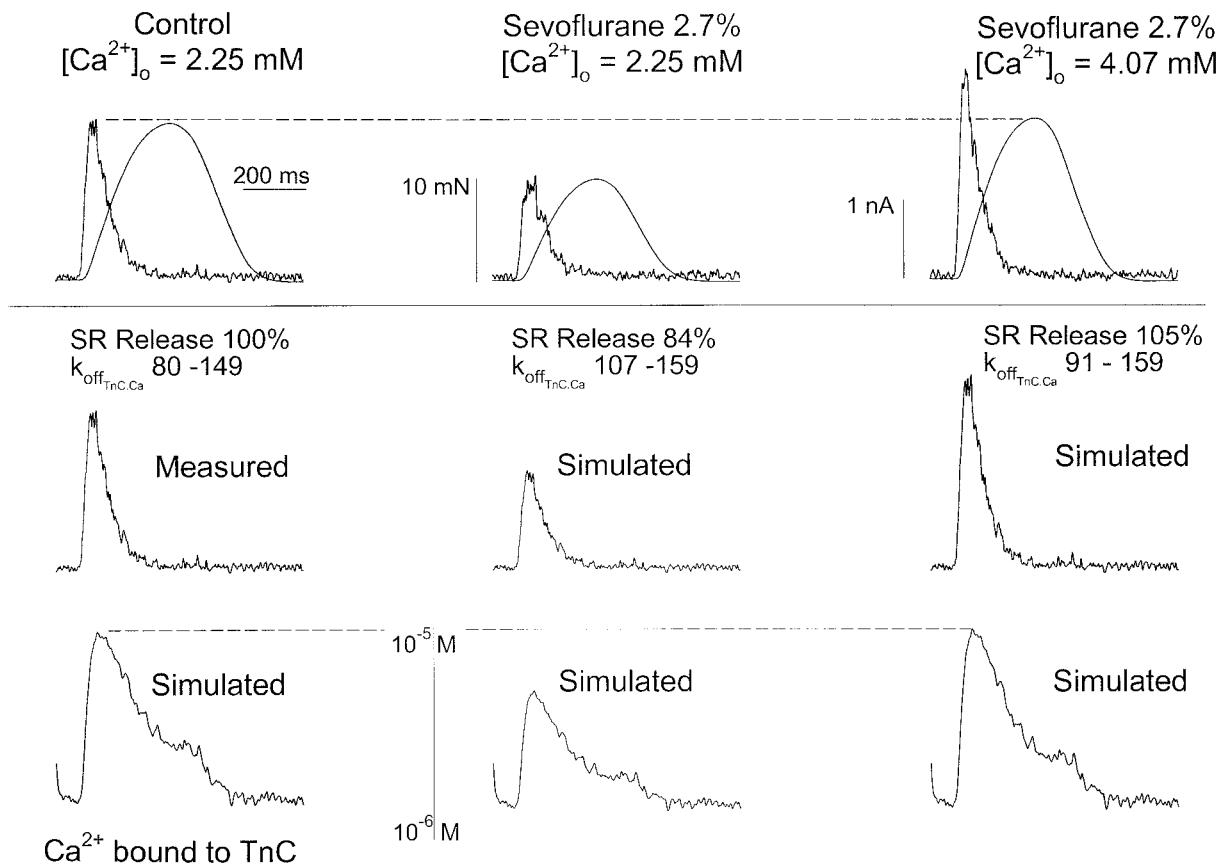 Control
[Ca²⁺]ₒ = 2.25 mM
Sevoflurane 2.7%
[Ca²⁺]ₒ = 2.25 mM
Sevoflurane 2.7%
[Ca²⁺]ₒ = 4.07 mM
200 ms
10 mN
1 nA
SR Release 100%
k_off_TnC.Ca 80 -149
SR Release 84%
k_off_TnC.Ca 107 -159
SR Release 105%
k_off_TnC.Ca 91 - 159
Measured
Simulated
Simulated
10⁻⁵ M
Simulated
Simulated
Simulated
10⁻⁶ M
Ca²⁺ bound to TnC